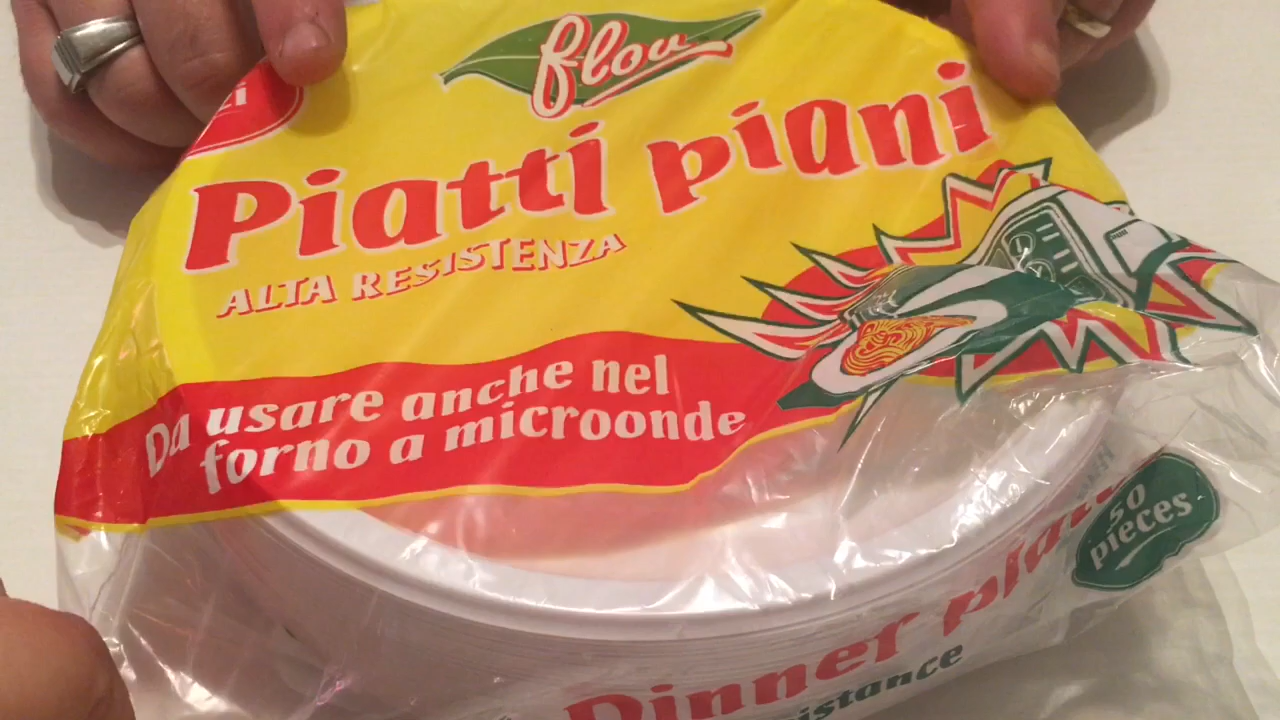 flou
Piatti piani
ALTA RESISTENZA
Da usare anche nel
forno a microonde
50
pieces
Dinner